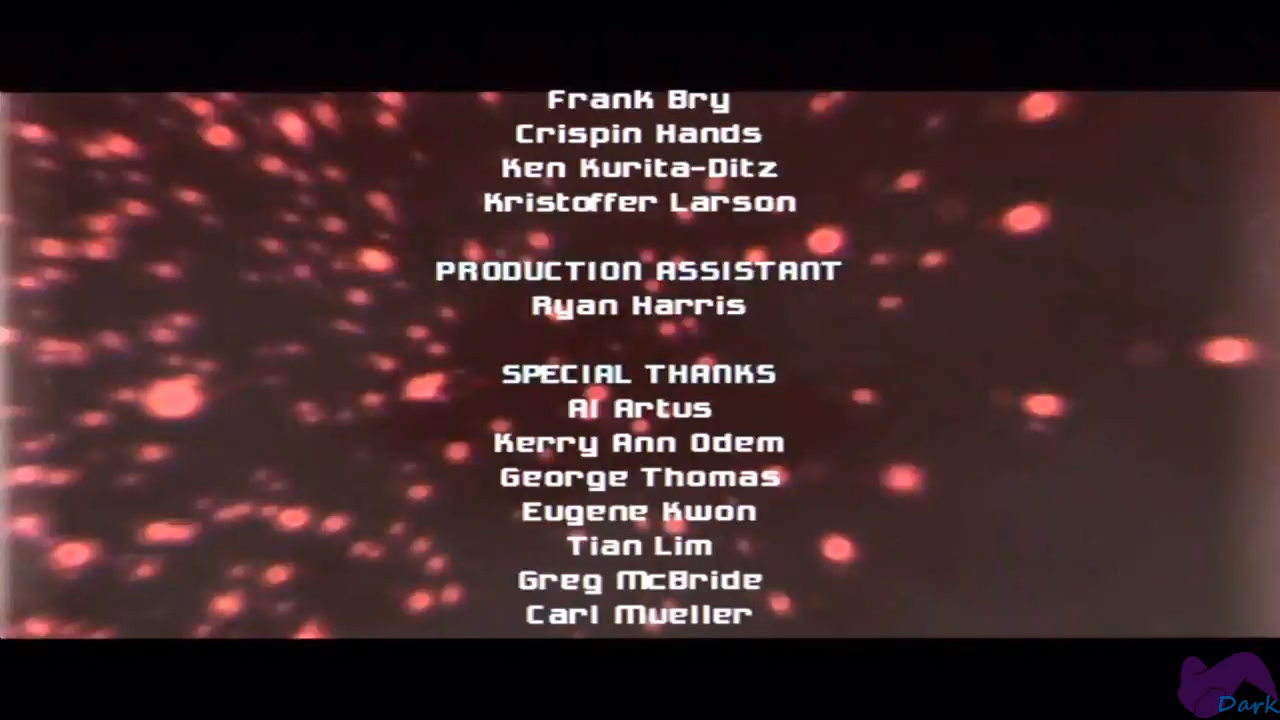 Frank Bry
Crispin Hands
Ken Kurita-Ditz
Kristoffer Larson
PRODUCTION ASSISTANT
Ryan Harris
SPECIAL THANKS
Al Artus
Kerry Ann Odem
George Thomas
Eugene Kwon
Tian Lim
Greg McBride
Carl Mueller
Dark